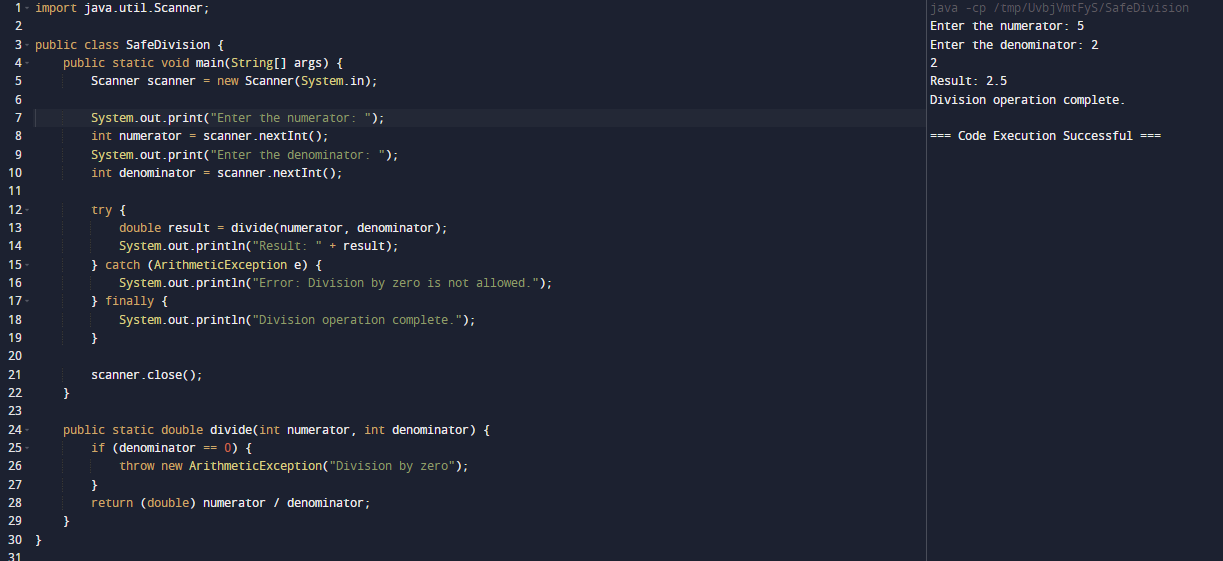 1 import java.util.Scanner;
2
3 public class SafeDivision {
4     public static void main(String[] args) {
5         Scanner scanner = new Scanner(System.in);
6
7         System.out.print("Enter the numerator: ");
8         int numerator = scanner.nextInt();
9         System.out.print("Enter the denominator: ");
10         int denominator = scanner.nextInt();
11
12         try {
13             double result = divide(numerator, denominator);
14             System.out.println("Result: " + result);
15         } catch (ArithmeticException e) {
16             System.out.println("Error: Division by zero is not allowed.");
17         } finally {
18             System.out.println("Division operation complete.");
19         }
20
21         scanner.close();
22     }
23
24     public static double divide(int numerator, int denominator) {
25         if (denominator == 0) {
26             throw new ArithmeticException("Division by zero");
27         }
28         return (double) numerator / denominator;
29     }
30 }
31
java -cp /tmp/UvbjVmtFyS/SafeDivision
Enter the numerator: 5
Enter the denominator: 2
2
Result: 2.5
Division operation complete.
=== Code Execution Successful ===